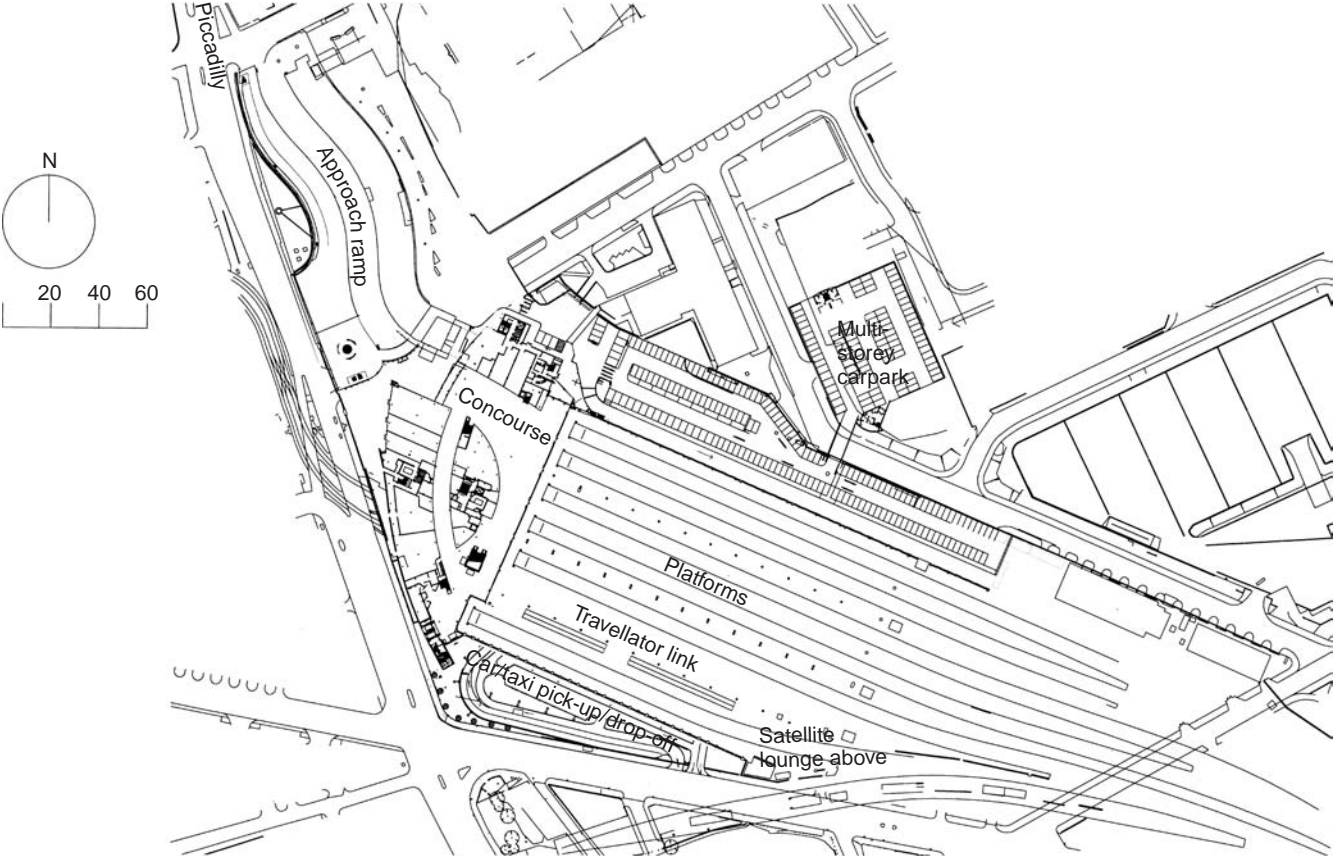 Piccadilly
N
20 40 60
Approach ramp
Multi-
storey
carpark
Concourse
Platforms
Travellator link
Car/taxi pick-up/drop-off
Satellite
lounge above